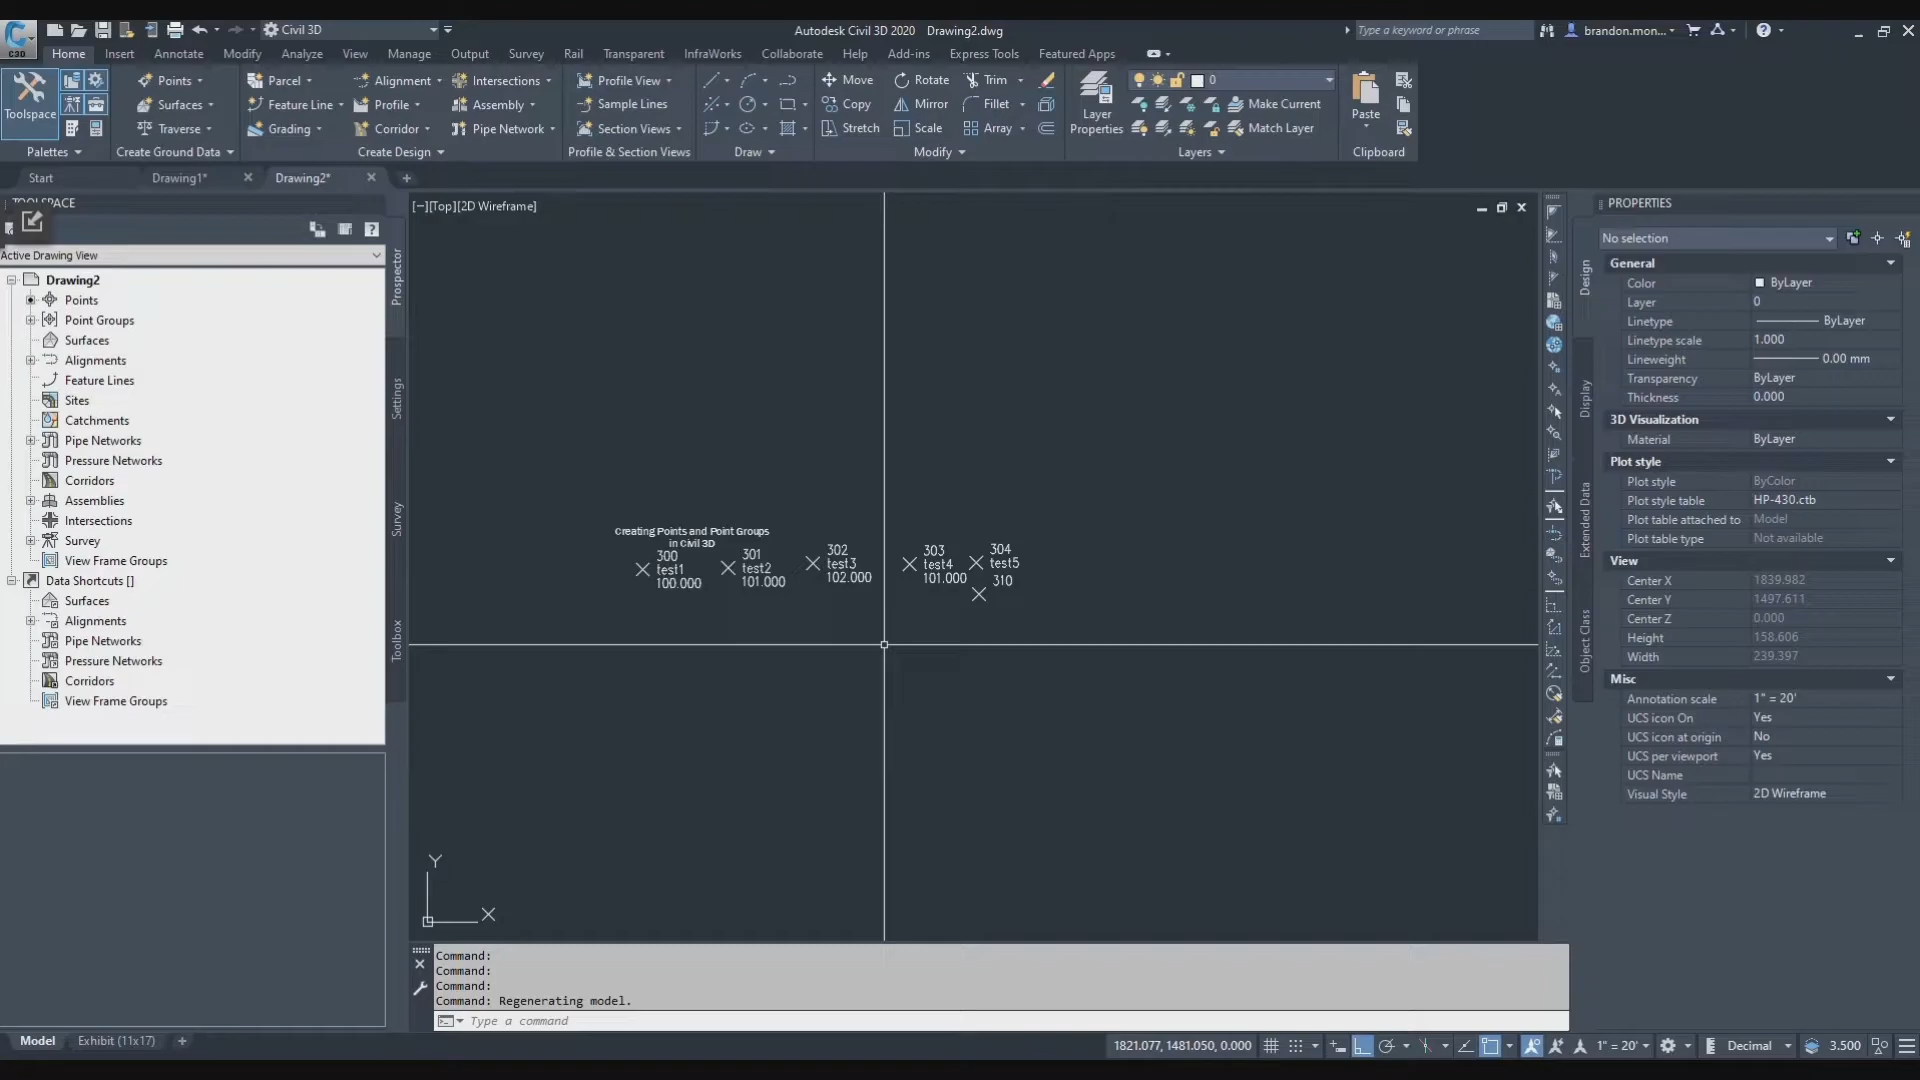 Civil 3D
Autodesk Civil 3D 2020 Drawing2.dwg
Type a keyword or phrase
brandon.mon...
C3D
Home Insert Annotate Modify Analyze View Manage Output Survey Rail Transparent InfraWorks Collaborate Help Add-ins Express Tools Featured Apps
Points Parcel Alignment Intersections Profile View Move Rotate Trim 0
Toolspace Surfaces Feature Line Profile Assembly Sample Lines Copy Mirror Fillet Layer Properties Make Current Paste
Traverse Grading Corridor Pipe Network Section Views Stretch Scale Array Match Layer
Palettes Create Ground Data Create Design Profile & Section Views Draw Modify Layers Clipboard
Start Drawing1* Drawing2*
TOOLSPACE
Active Drawing View
Drawing2
Points
Point Groups
Surfaces
Alignments
Feature Lines
Sites
Catchments
Pipe Networks
Pressure Networks
Corridors
Assemblies
Intersections
Survey
View Frame Groups
Data Shortcuts []
Surfaces
Alignments
Pipe Networks
Pressure Networks
Corridors
View Frame Groups
Prospector
Settings
Survey
Toolbox
[−][Top][2D Wireframe]
Creating Points and Point Groups
in Civil 3D
300
test1
100.000
301
test2
101.000
302
test3
102.000
303
test4
101.000
304
test5
310
Y
X
Command:
Command:
Command:
Command: Regenerating model.
Type a command
PROPERTIES
No selection
Design
Display
Extended Data
Object Class
General
Color ByLayer
Layer 0
Linetype ByLayer
Linetype scale 1.000
Lineweight 0.00 mm
Transparency ByLayer
Thickness 0.000
3D Visualization
Material ByLayer
Plot style
Plot style ByColor
Plot style table HP-430.ctb
Plot table attached to Model
Plot table type Not available
View
Center X 1839.982
Center Y 1497.611
Center Z 0.000
Height 158.606
Width 239.397
Misc
Annotation scale 1" = 20'
UCS icon On Yes
UCS icon at origin No
UCS per viewport Yes
UCS Name
Visual Style 2D Wireframe
Model Exhibit (11x17) +
1821.077, 1481.050, 0.000 1" = 20' Decimal 3.500